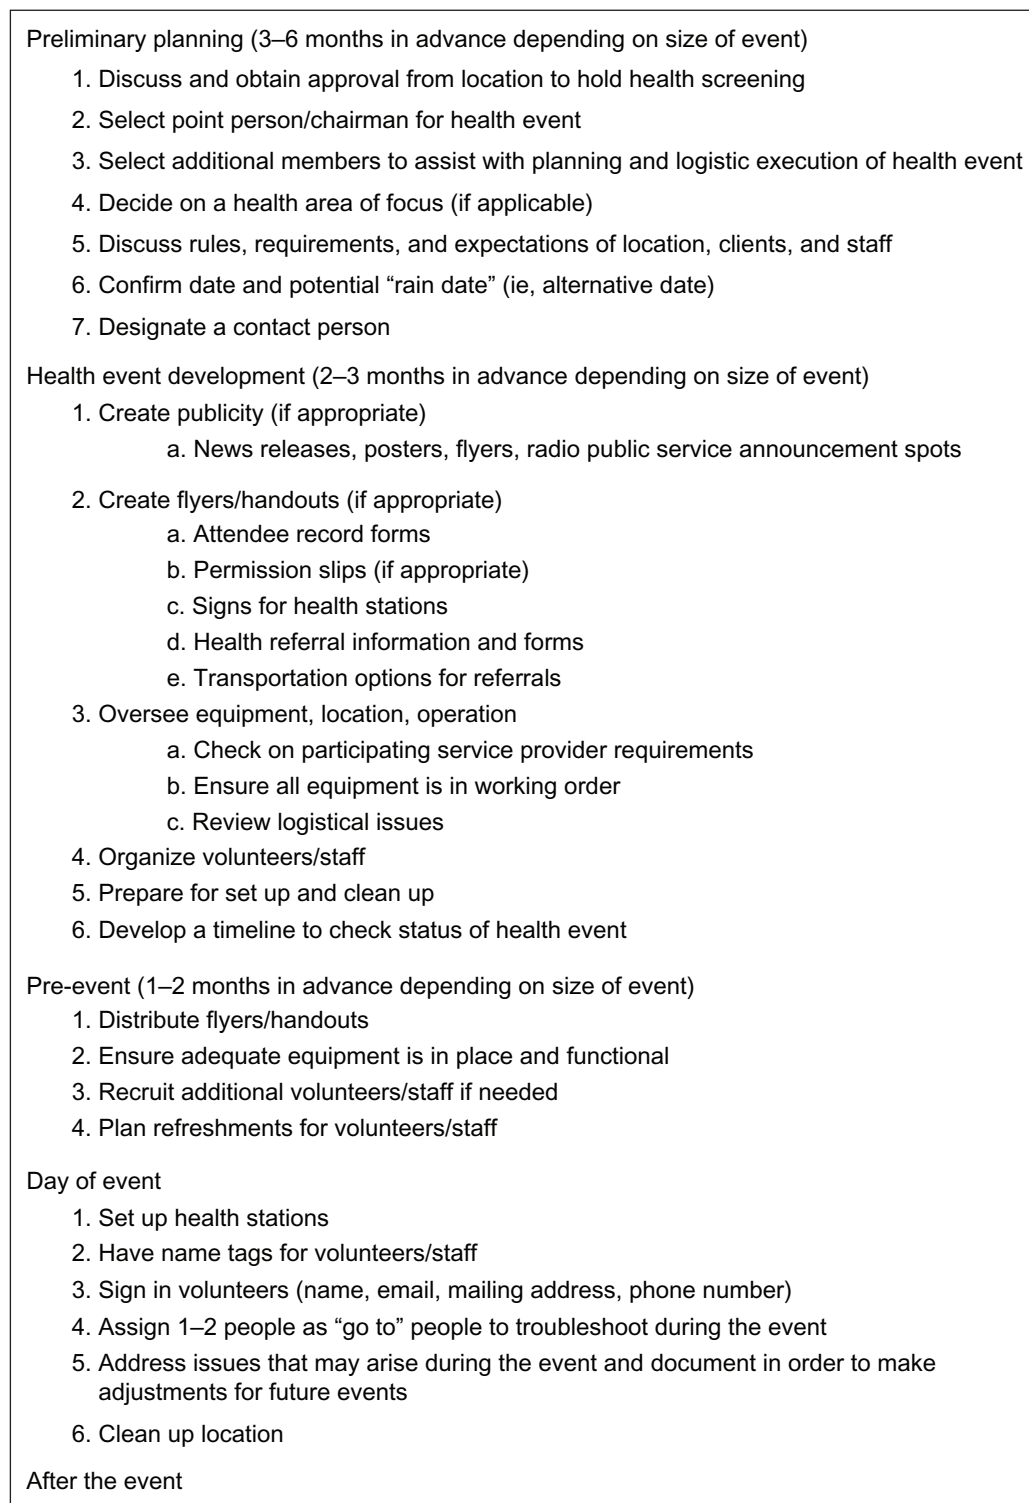 Preliminary planning (3–6 months in advance depending on size of event)
1. Discuss and obtain approval from location to hold health screening
2. Select point person/chairman for health event
3. Select additional members to assist with planning and logistic execution of health event
4. Decide on a health area of focus (if applicable)
5. Discuss rules, requirements, and expectations of location, clients, and staff
6. Confirm date and potential “rain date” (ie, alternative date)
7. Designate a contact person
Health event development (2–3 months in advance depending on size of event)
1. Create publicity (if appropriate)
a. News releases, posters, flyers, radio public service announcement spots
2. Create flyers/handouts (if appropriate)
a. Attendee record forms
b. Permission slips (if appropriate)
c. Signs for health stations
d. Health referral information and forms
e. Transportation options for referrals
3. Oversee equipment, location, operation
a. Check on participating service provider requirements
b. Ensure all equipment is in working order
c. Review logistical issues
4. Organize volunteers/staff
5. Prepare for set up and clean up
6. Develop a timeline to check status of health event
Pre-event (1–2 months in advance depending on size of event)
1. Distribute flyers/handouts
2. Ensure adequate equipment is in place and functional
3. Recruit additional volunteers/staff if needed
4. Plan refreshments for volunteers/staff
Day of event
1. Set up health stations
2. Have name tags for volunteers/staff
3. Sign in volunteers (name, email, mailing address, phone number)
4. Assign 1–2 people as “go to” people to troubleshoot during the event
5. Address issues that may arise during the event and document in order to make
adjustments for future events
6. Clean up location
After the event